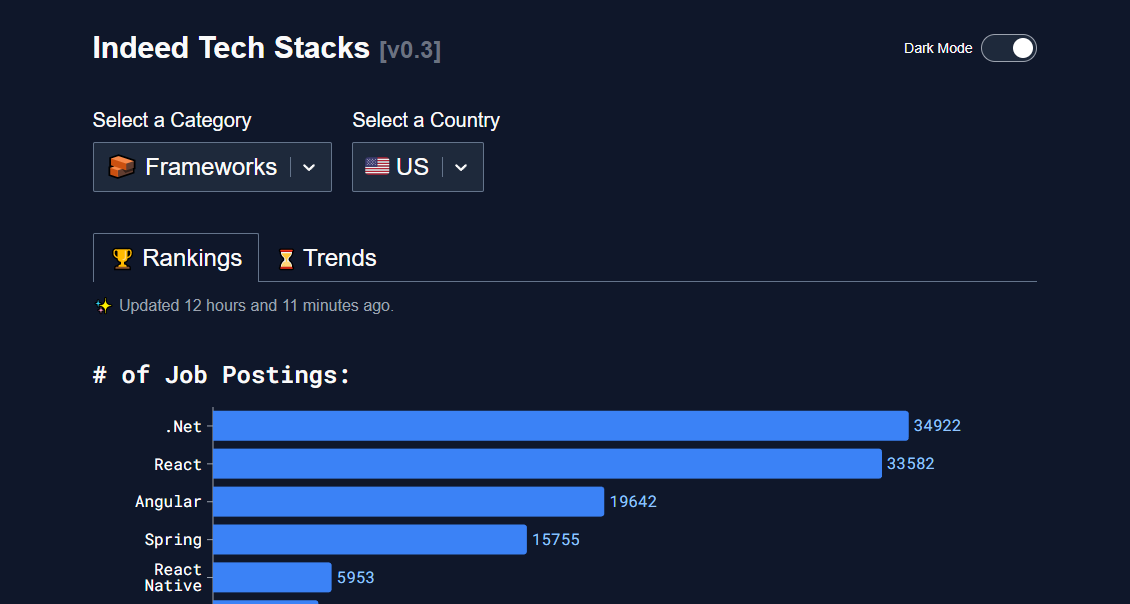 Indeed Tech Stacks [v0.3]
Dark Mode
Select a Category
Select a Country
Frameworks
US
Rankings
Trends
Updated 12 hours and 11 minutes ago.
# of Job Postings:
.Net 34922
React 33582
Angular 19642
Spring 15755
React
Native 5953